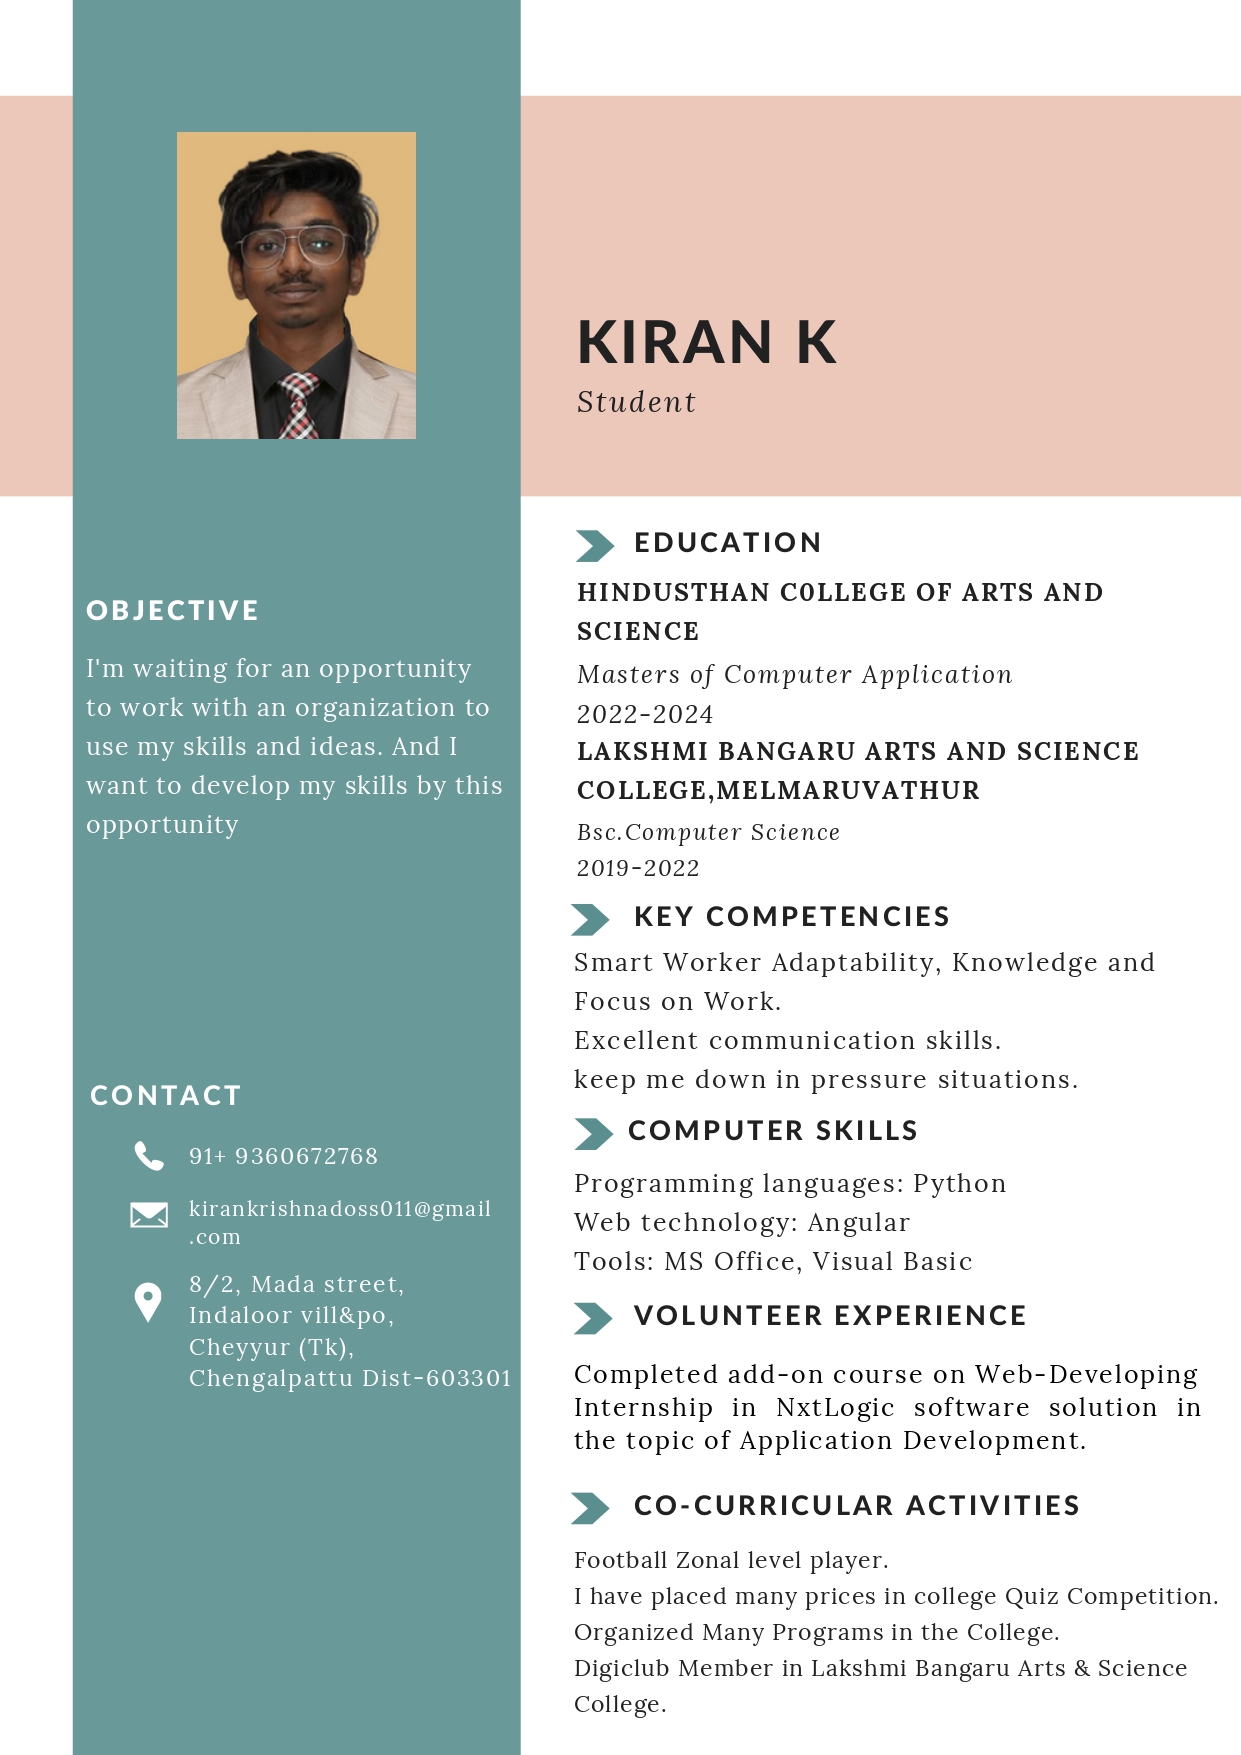 KIRAN K
Student
OBJECTIVE
I'm waiting for an opportunity
to work with an organization to
use my skills and ideas. And I
want to develop my skills by this
opportunity
CONTACT
91+ 9360672768
kirankrishnadoss011@gmail
.com
8/2, Mada street,
Indaloor vill&po,
Cheyyur (Tk),
Chengalpattu Dist-603301
EDUCATION
HINDUSTHAN C0LLEGE OF ARTS AND
SCIENCE
Masters of Computer Application
2022-2024
LAKSHMI BANGARU ARTS AND SCIENCE
COLLEGE,MELMARUVATHUR
Bsc.Computer Science
2019-2022
KEY COMPETENCIES
Smart Worker Adaptability, Knowledge and
Focus on Work.
Excellent communication skills.
keep me down in pressure situations.
COMPUTER SKILLS
Programming languages: Python
Web technology: Angular
Tools: MS Office, Visual Basic
VOLUNTEER EXPERIENCE
Completed add-on course on Web-Developing
Internship in NxtLogic software solution in
the topic of Application Development.
CO-CURRICULAR ACTIVITIES
Football Zonal level player.
I have placed many prices in college Quiz Competition.
Organized Many Programs in the College.
Digiclub Member in Lakshmi Bangaru Arts & Science
College.